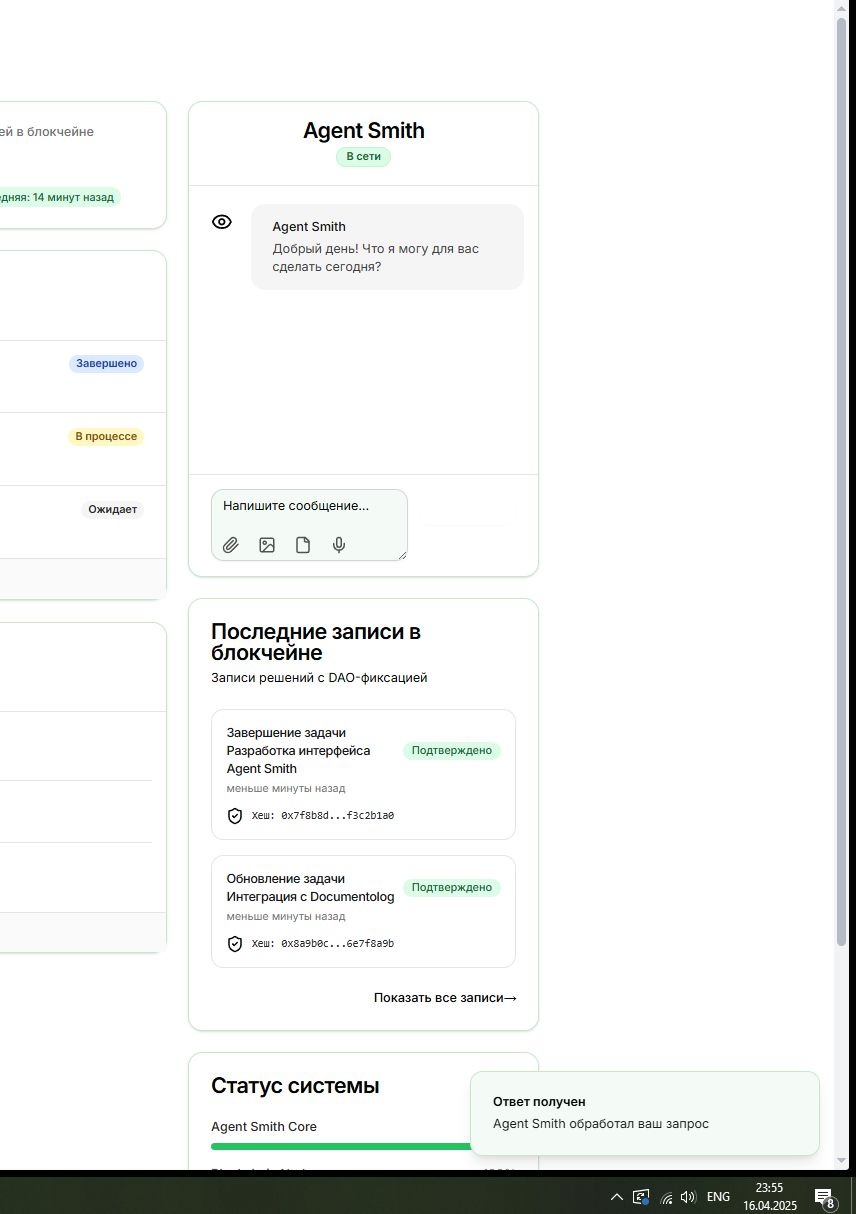 ей в блокчейне
едняя: 14 минут назад
Завершено
В процессе
Ожидает
Agent Smith
В сети
Agent Smith
Добрый день! Что я могу для вас
сделать сегодня?
Напишите сообщение...
Последние записи в
блокчейне
Записи решений с DAO-фиксацией
Завершение задачи
Разработка интерфейса
Agent Smith
Подтверждено
меньше минуты назад
Хеш: 0x7f8b8d...f3c2b1a0
Обновление задачи
Интеграция с Documentolog
Подтверждено
меньше минуты назад
Хеш: 0x8a9b0c...6e7f8a9b
Показать все записи→
Статус системы
Agent Smith Core
Ответ получен
Agent Smith обработал ваш запрос
ENG
23:55
16.04.2025
8